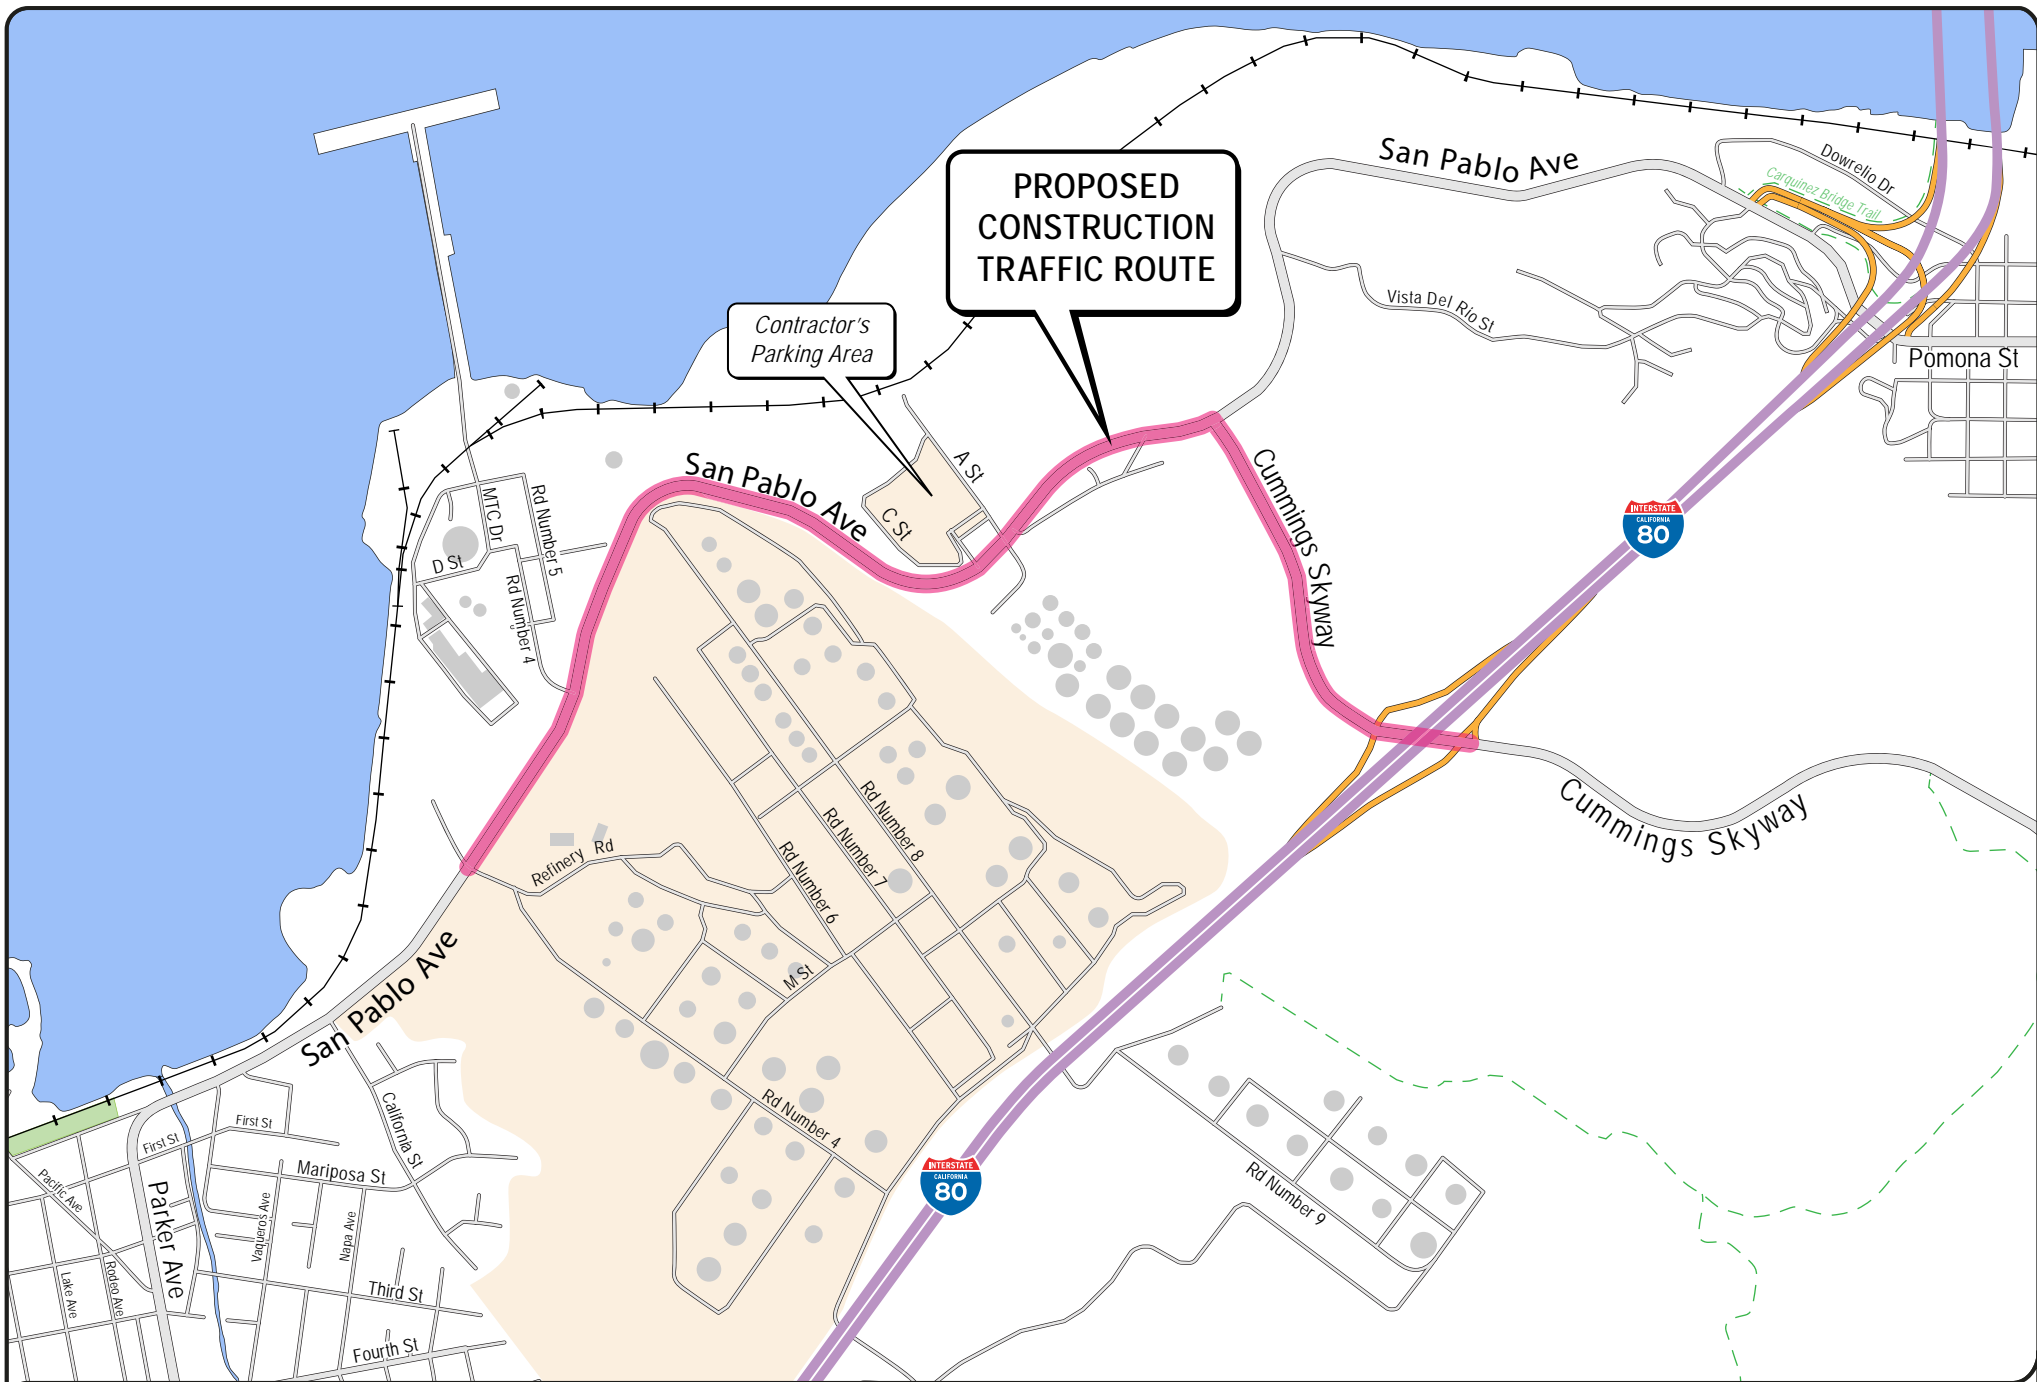 San Pablo Ave
Dowrelio Dr
Carquinez Bridge Trail
PROPOSED
CONSTRUCTION
TRAFFIC ROUTE
Vista Del Rio St
Contractor's
Parking Area
Pomona St
San Pablo Ave
A St
C St
Cummings Skyway
MTC Dr
Rd Number 5
D St
Rd Number 4
INTERSTATE
CALIFORNIA
80
Cummings Skyway
Refinery Rd
Rd Number 8
Rd Number 7
Rd Number 6
San Pablo Ave
M St
Rd Number 4
California St
First St
First St
Mariposa St
Pacific Ave
Parker Ave
Vaqueros Ave
Napa Ave
INTERSTATE
CALIFORNIA
80
Rd Number 9
Lake Ave
Rodeo Ave
Third St
Fourth St